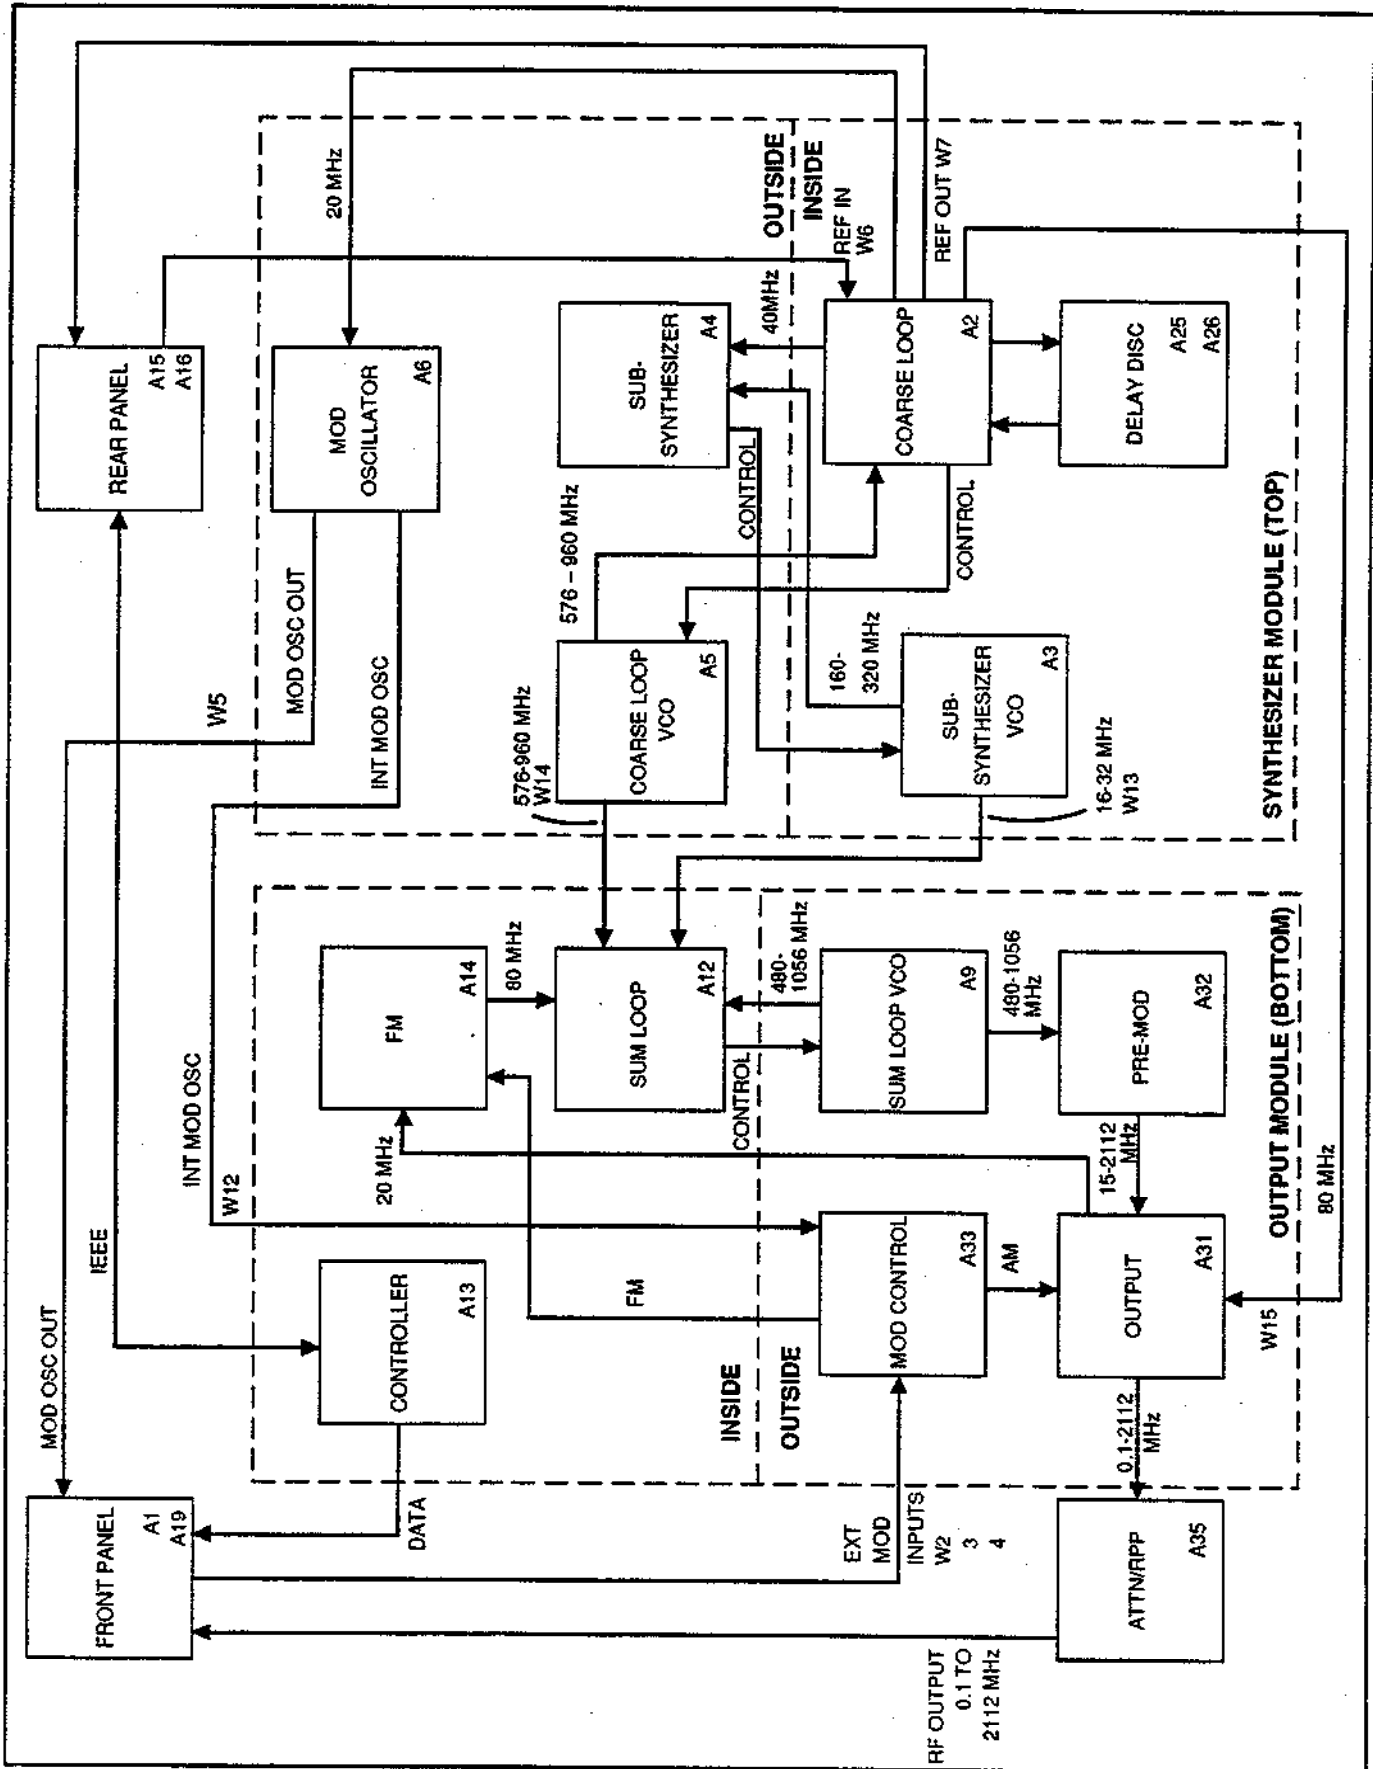 FRONT PANEL
A1
A19
MOD OSC OUT
IEEE
INT MOD OSC
W12
W5
MOD OSC OUT
INT MOD OSC
REAR PANEL
A15
A16
20 MHz
MOD
OSCILLATOR
A6
DATA
CONTROLLER
A13
INSIDE
20 MHz
FM
A14
80 MHz
FM
SUM LOOP
A12
CONTROL
480-
1056 MHz
576-960 MHz
W14
COARSE LOOP
VCO
A5
576 – 960 MHz
CONTROL
SUB-
SYNTHESIZER
A4
40MHz
OUTSIDE
INSIDE
REF IN
W6
REF OUT W7
EXT
MOD
INPUTS
W2
3
4
OUTSIDE
MOD CONTROL
A33
AM
SUM LOOP VCO
A9
480-1056
MHz
160-
320 MHz
SUB-
SYNTHESIZER
VCO
A3
16-32 MHz
W13
CONTROL
COARSE LOOP
A2
DELAY DISC
A25
A26
RF OUTPUT
0.1 TO
2112 MHz
ATTN/RPP
A35
0.1-2112
MHz
OUTPUT
A31
15-2112
MHz
PRE-MOD
A32
W15
80 MHz
OUTPUT MODULE (BOTTOM)
SYNTHESIZER MODULE (TOP)